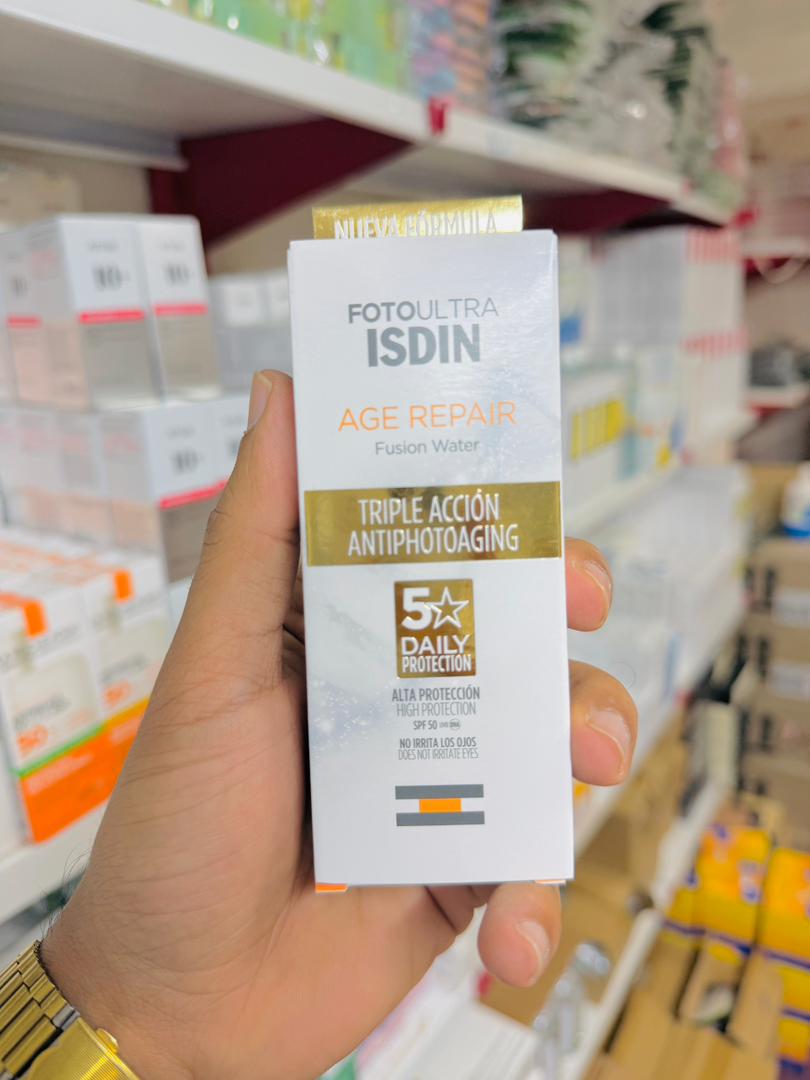 NUEVA FÓRMULA
FOTOULTRA
ISDIN
AGE REPAIR
Fusion Water
TRIPLE ACCIÓN
ANTIPHOTOAGING
5
DAILY
PROTECTION
ALTA PROTECCIÓN
HIGH PROTECTION
SPF 50
NO IRRITA LOS OJOS
DOES NOT IRRITATE EYES